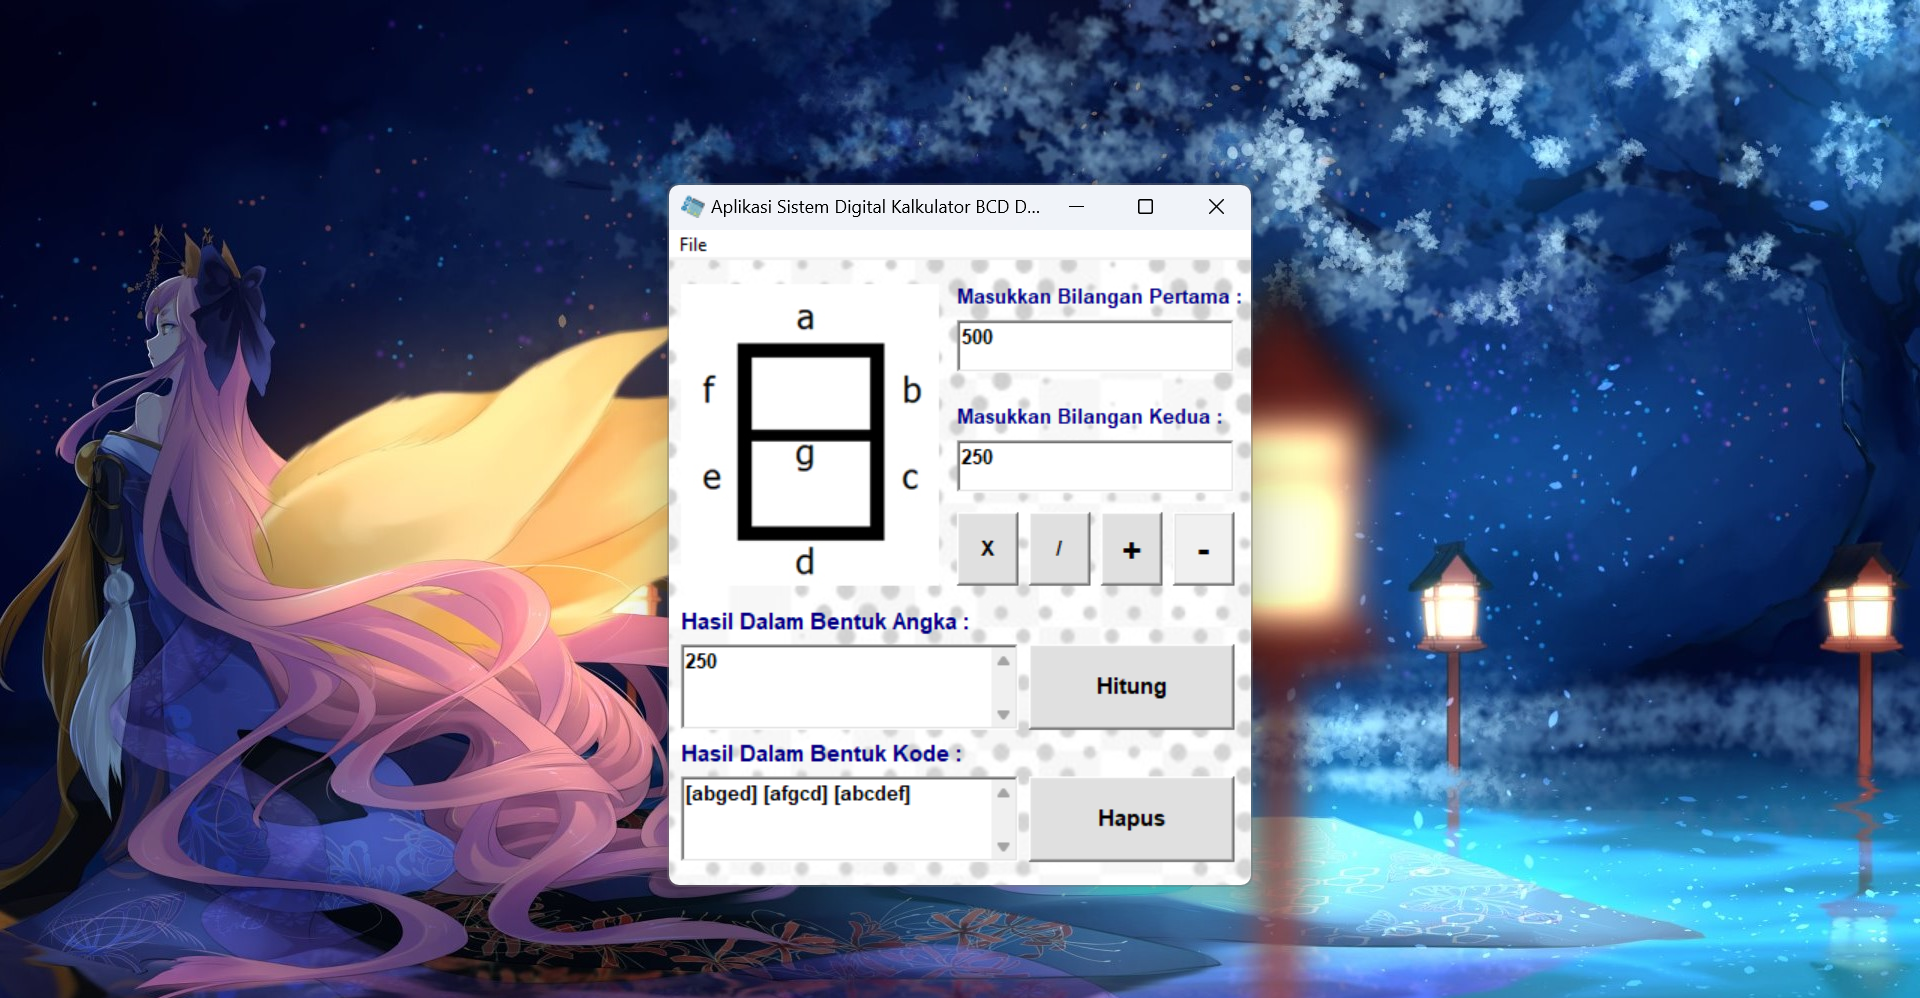 Aplikasi Sistem Digital Kalkulator BCD D...
File
a
f
b
g
e
c
d
Masukkan Bilangan Pertama :
500
Masukkan Bilangan Kedua :
250
X
/
+
-
Hasil Dalam Bentuk Angka :
250
Hitung
Hasil Dalam Bentuk Kode :
[abged] [afgcd] [abcdef]
Hapus